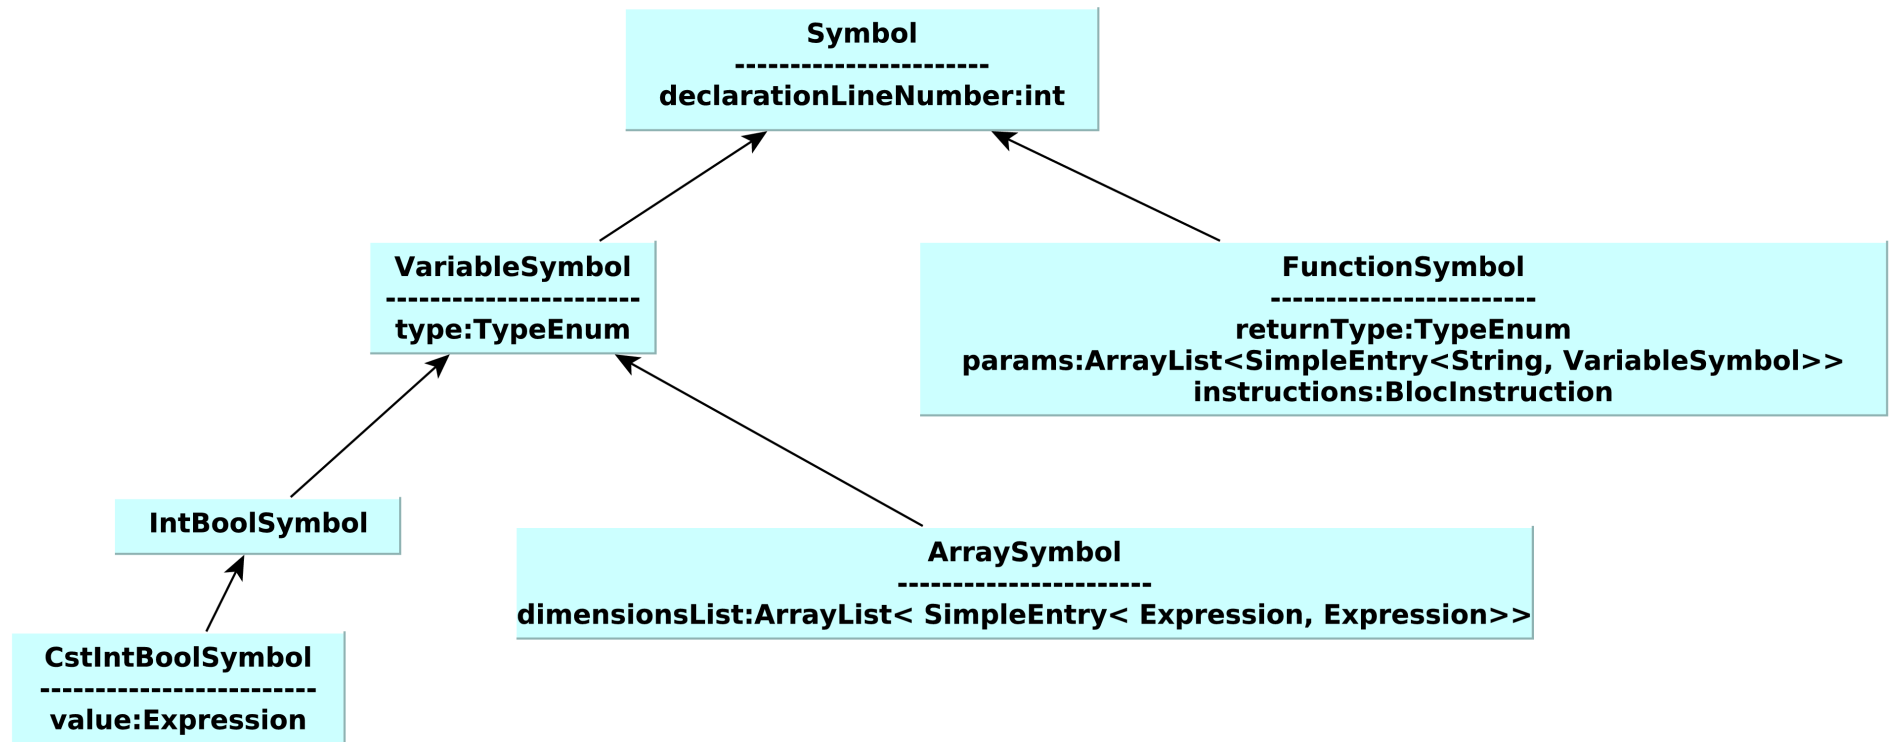 Symbol
-----------------------
declarationLineNumber:int
VariableSymbol
-----------------------
type:TypeEnum
FunctionSymbol
------------------------
returnType:TypeEnum
params:ArrayList<SimpleEntry<String, VariableSymbol>>
instructions:BlocInstruction
IntBoolSymbol
ArraySymbol
-----------------------
dimensionsList:ArrayList< SimpleEntry< Expression, Expression>>
CstIntBoolSymbol
-------------------------
value:Expression